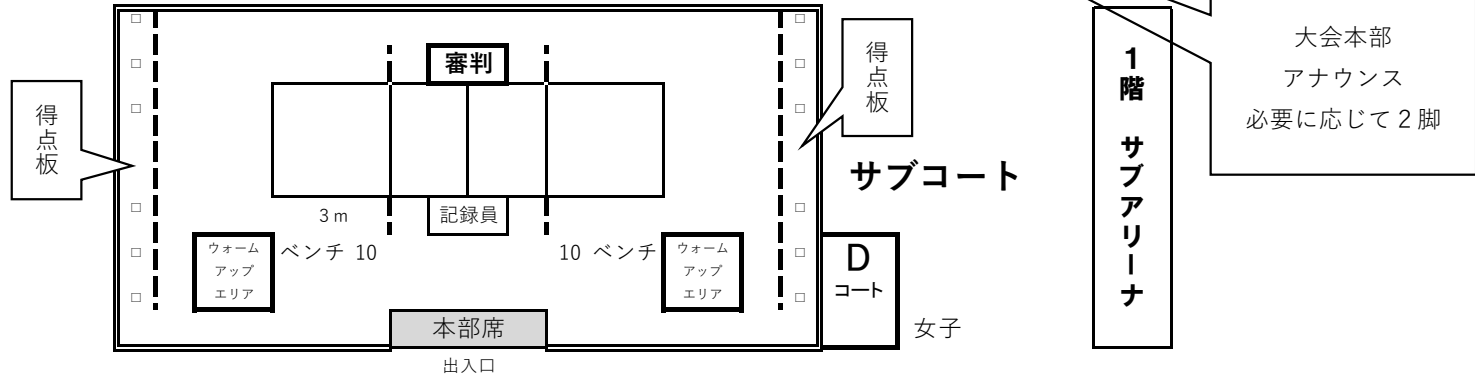 大会本部
アナウンス
必要に応じて２脚
1階 サブアリーナ
得点板
審判
得点板
サブコート
3ｍ
記録員
ウォーム
アップ
エリア
ベンチ 10
10 ベンチ
ウォーム
アップ
エリア
D
コート
女子
本部席
出入口